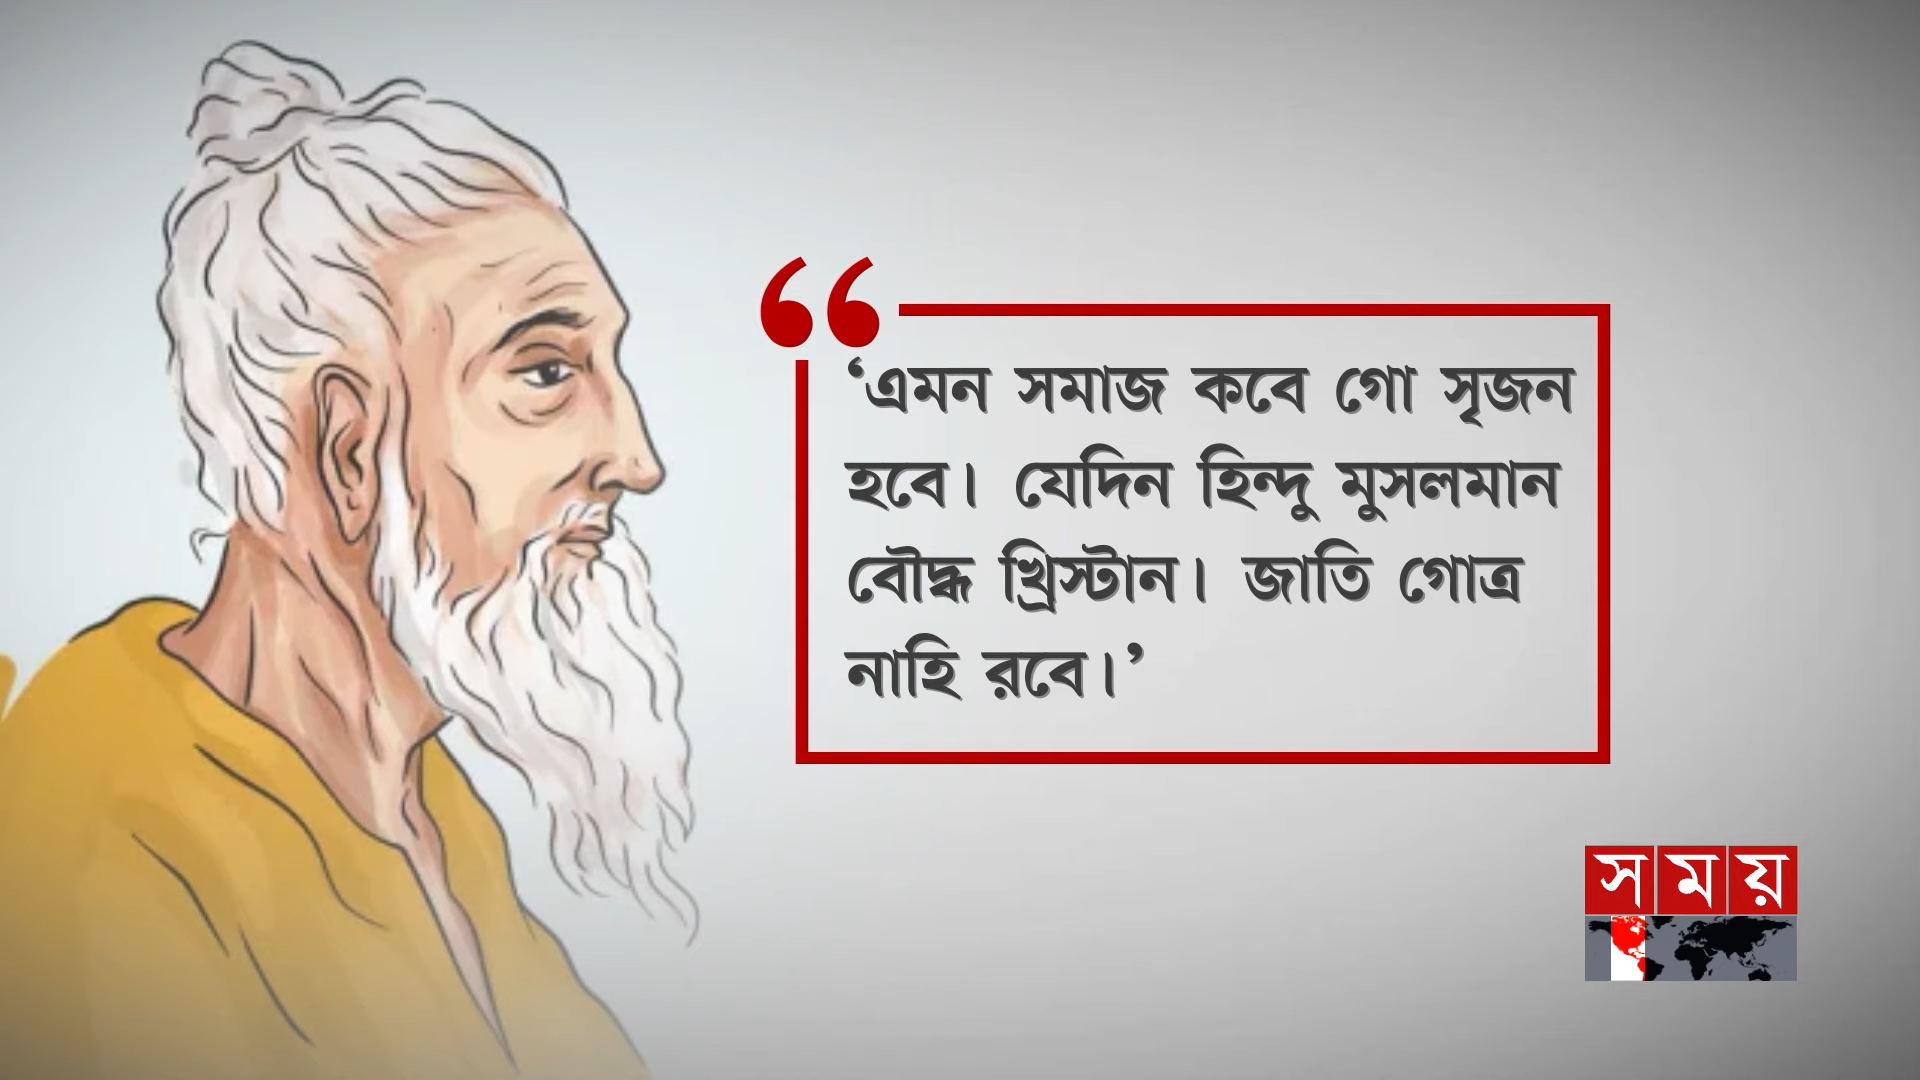 ‘এমন সমাজ কবে গো সৃজন
হবে। যেদিন হিন্দু মুসলমান
বৌদ্ধ খ্রিস্টান। জাতি গোত্র
নাহি রবে।’
সময়